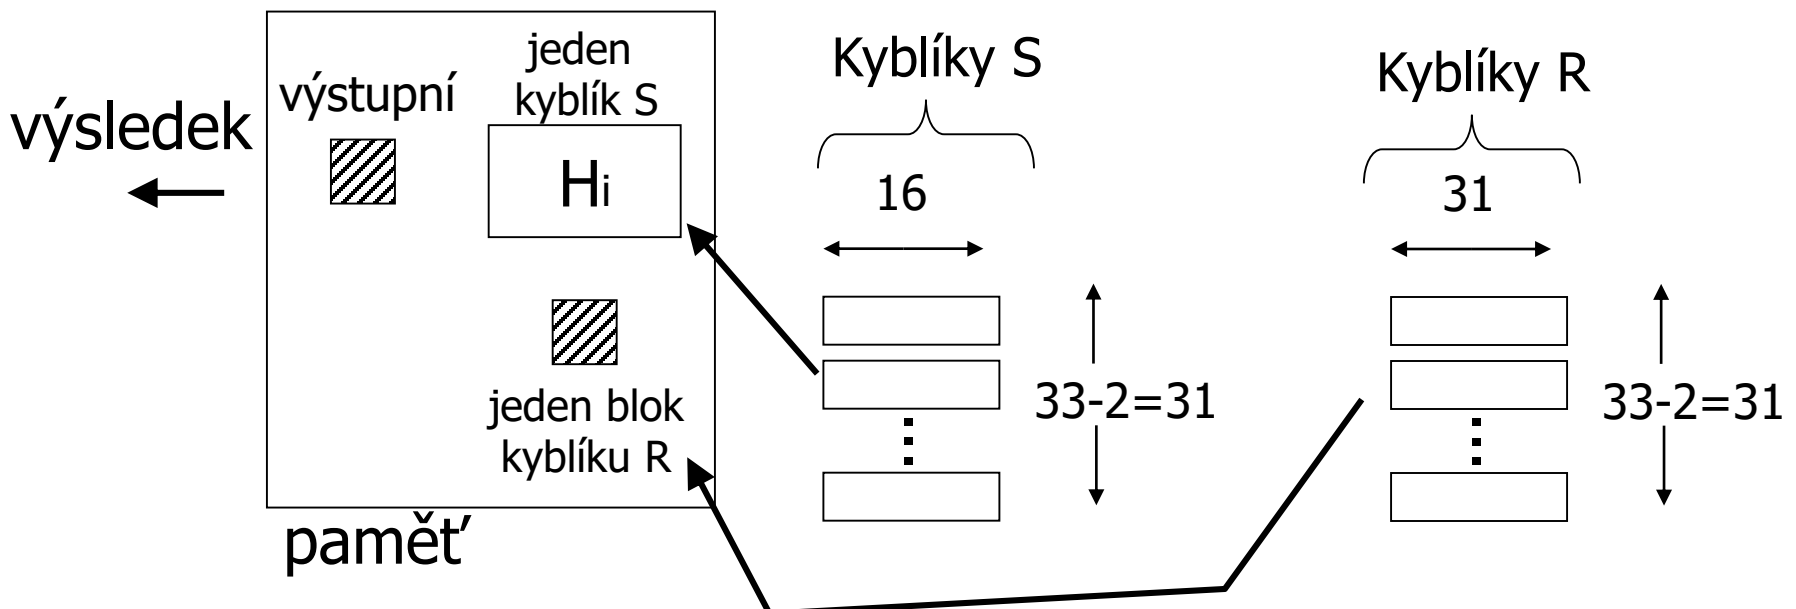 výsledek
výstupní
jeden
kyblík S
Hi
jeden blok
kyblíku R
paměť
Kyblíky S
16
33-2=31
Kyblíky R
31
33-2=31